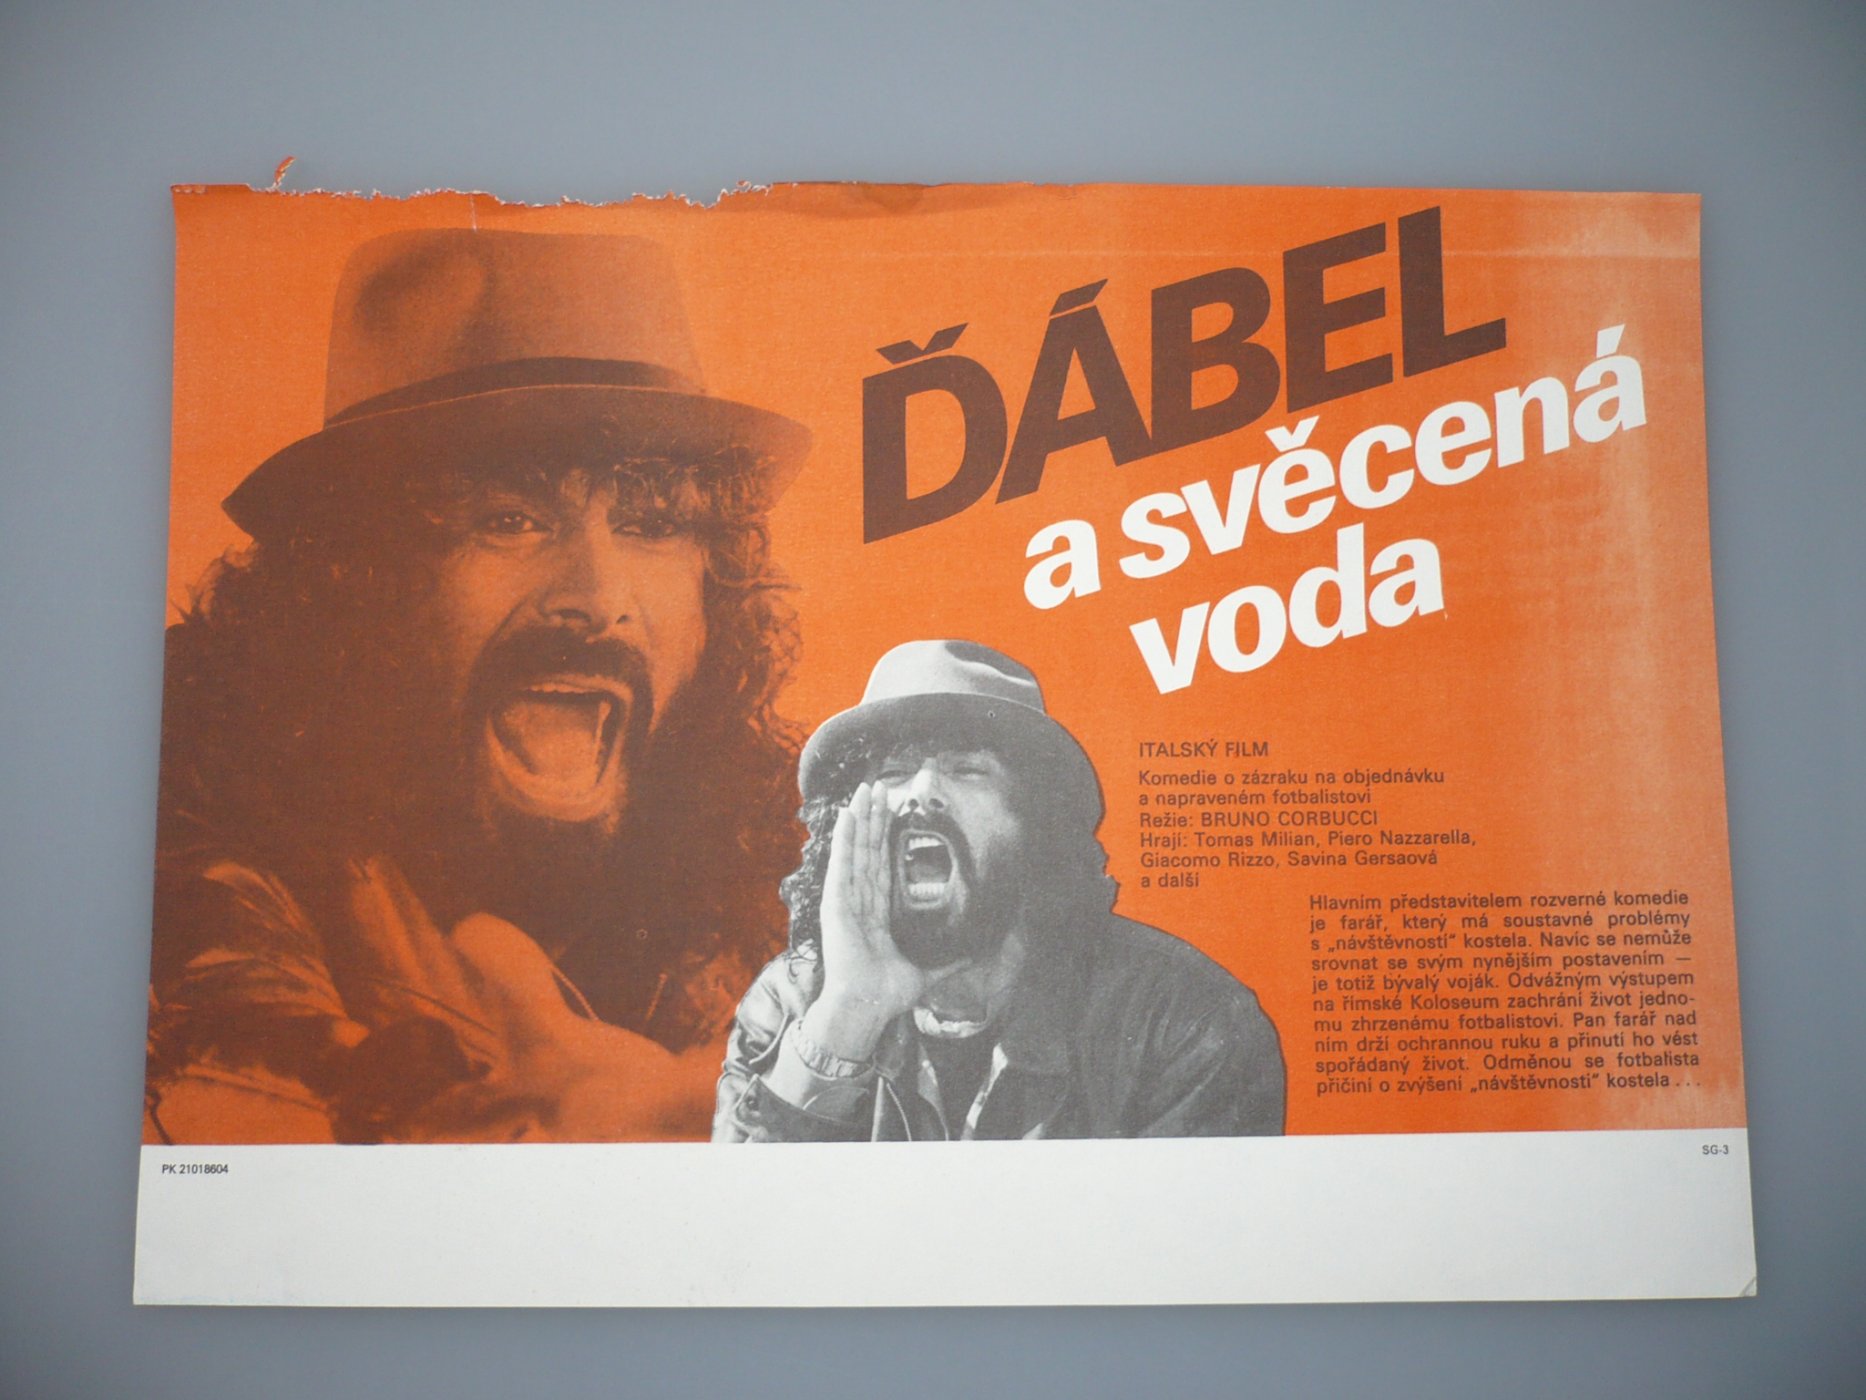 ĎÁBEL
a svěcená
voda
ITALSKÝ FILM
Komedie o zázraku na objednávku
a napraveném fotbalistovi
Režie: BRUNO CORBUCCI
Hrají: Tomas Milian, Piero Nazzarella,
Giacomo Rizzo, Savina Gersaová
a další
Hlavním představitelem rozverné komedie
je farář, který má soustavné problémy
s „návštěvností“ kostela. Navíc se nemůže
srovnat se svým nynějším postavením —
je totiž bývalý voják. Odvážným výstupem
na římské Koloseum zachrání život jedno-
mu zhrzenému fotbalistovi. Pan farář nad
ním drží ochrannou ruku a přinutí ho vést
spořádaný život. Odměnou se fotbalista
přičiní o zvýšení „návštěvnosti“ kostela ...
PK 21018604
SG-3